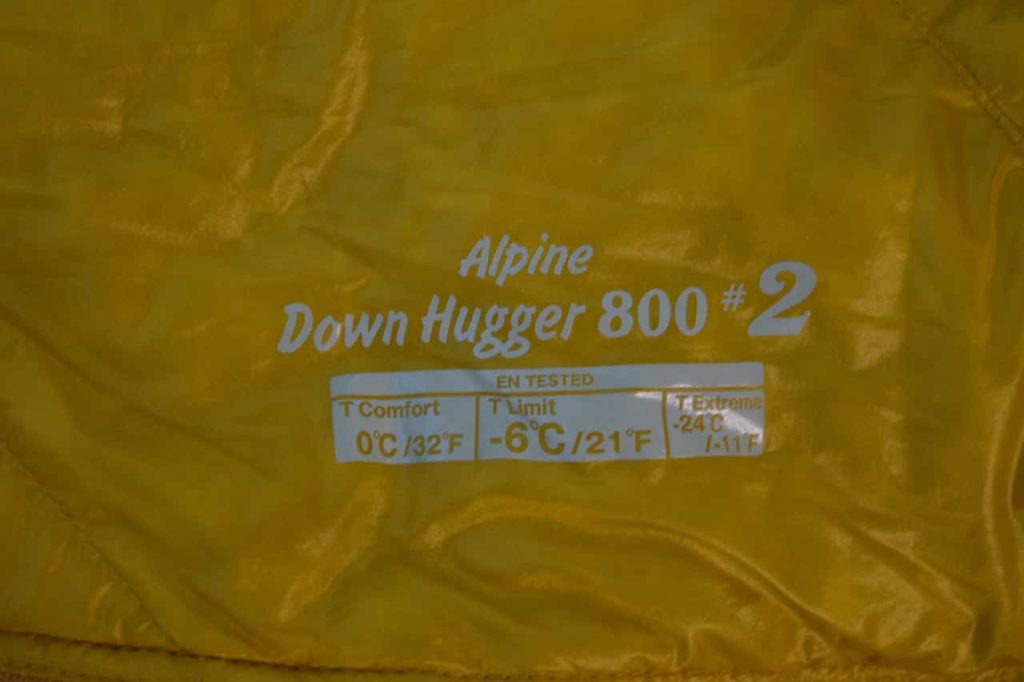 Alpine
Down Hugger 800 #2
EN TESTED
T Comfort
0°C/32°F
T Limit
-6°C/21°F
T Extreme
-24°C
/-11°F